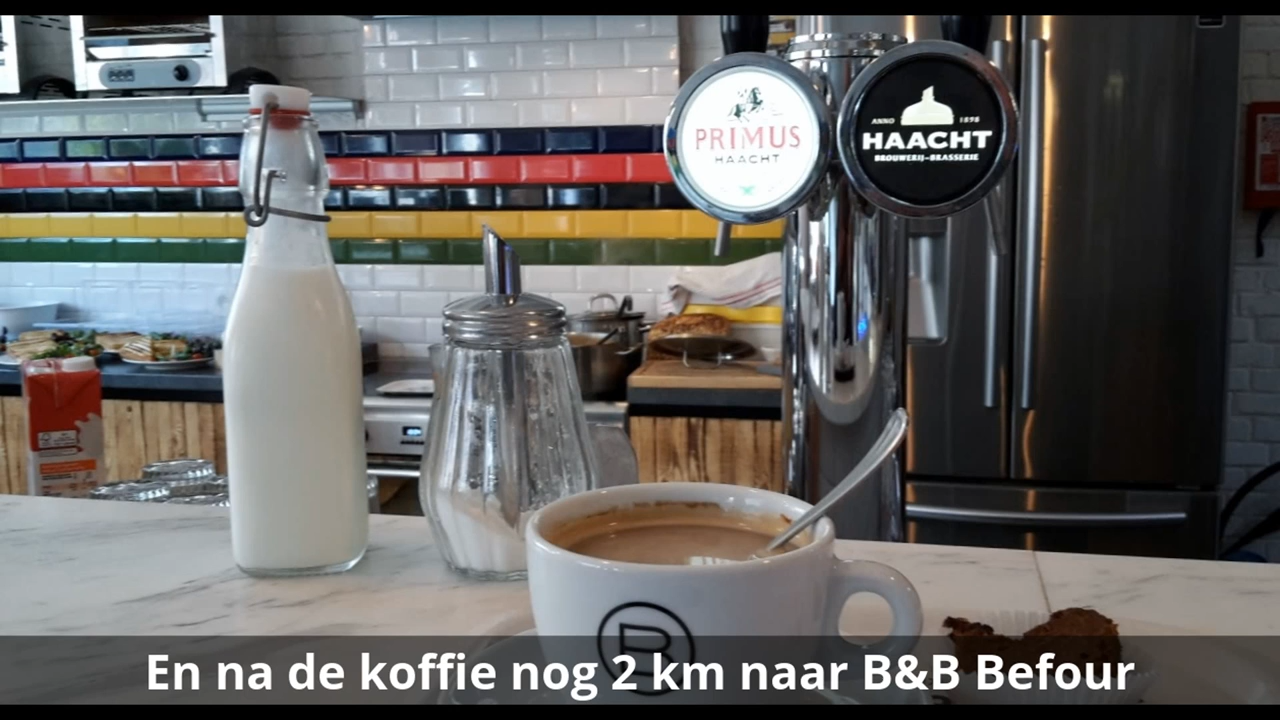 PRIMUS
HAACHT
ANNO 1898
HAACHT
BROUWERIJ-BRASSERIE
B
En na de koffie nog 2 km naar B&B Befour